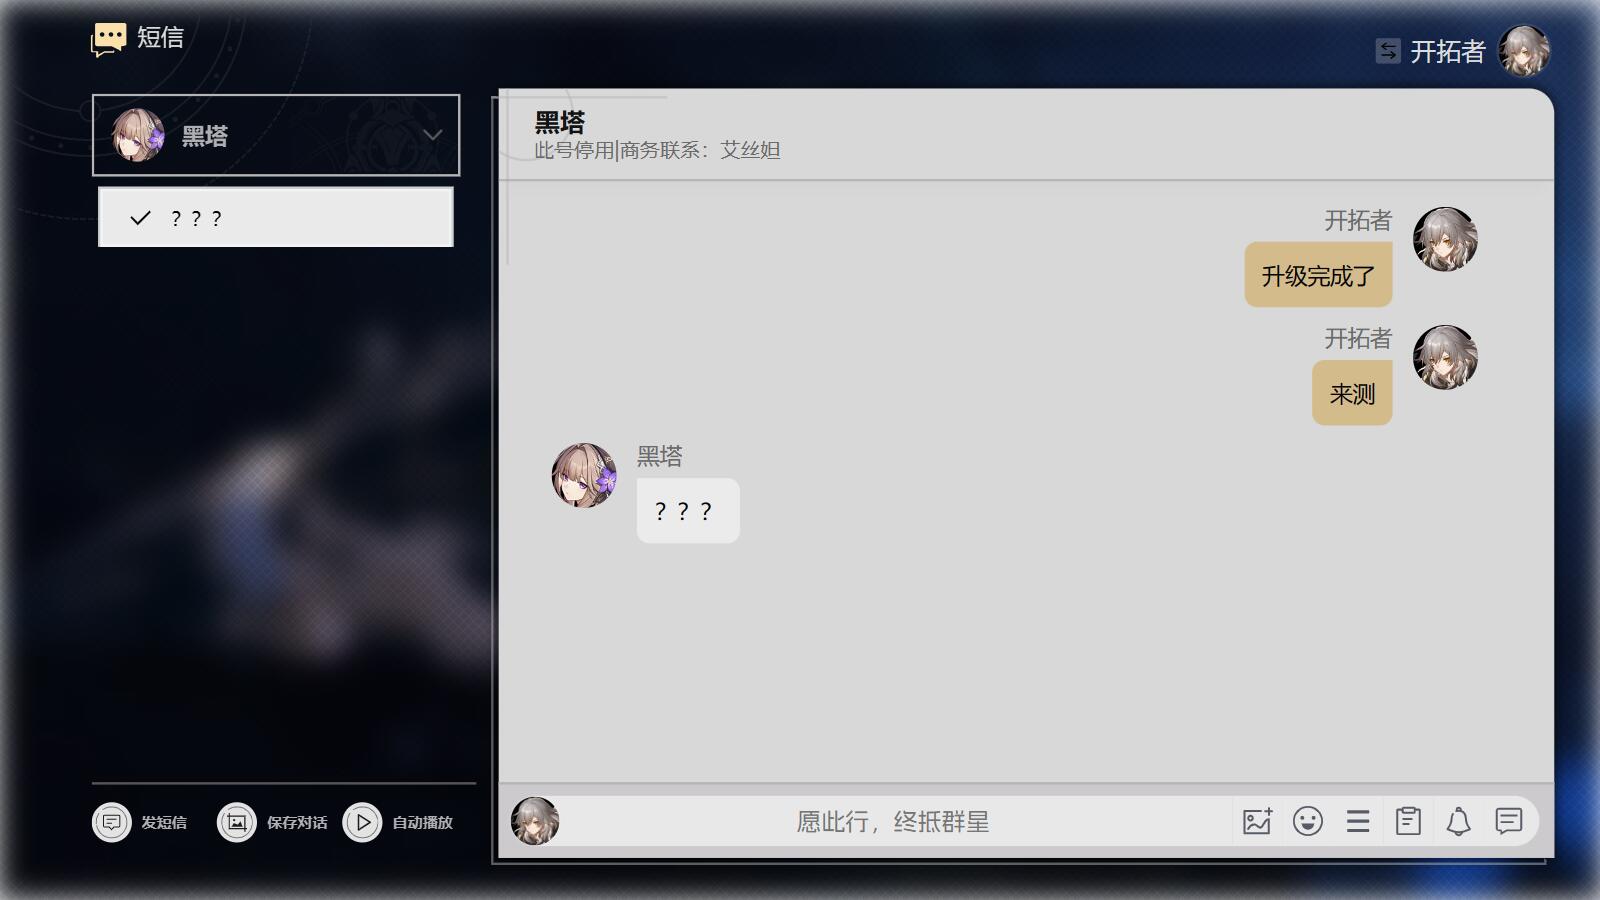 短信
开拓者
黑塔
？？？
黑塔
此号停用|商务联系：艾丝妲
开拓者
升级完成了
开拓者
来测
黑塔
？？？
发短信
保存对话
自动播放
愿此行，终抵群星